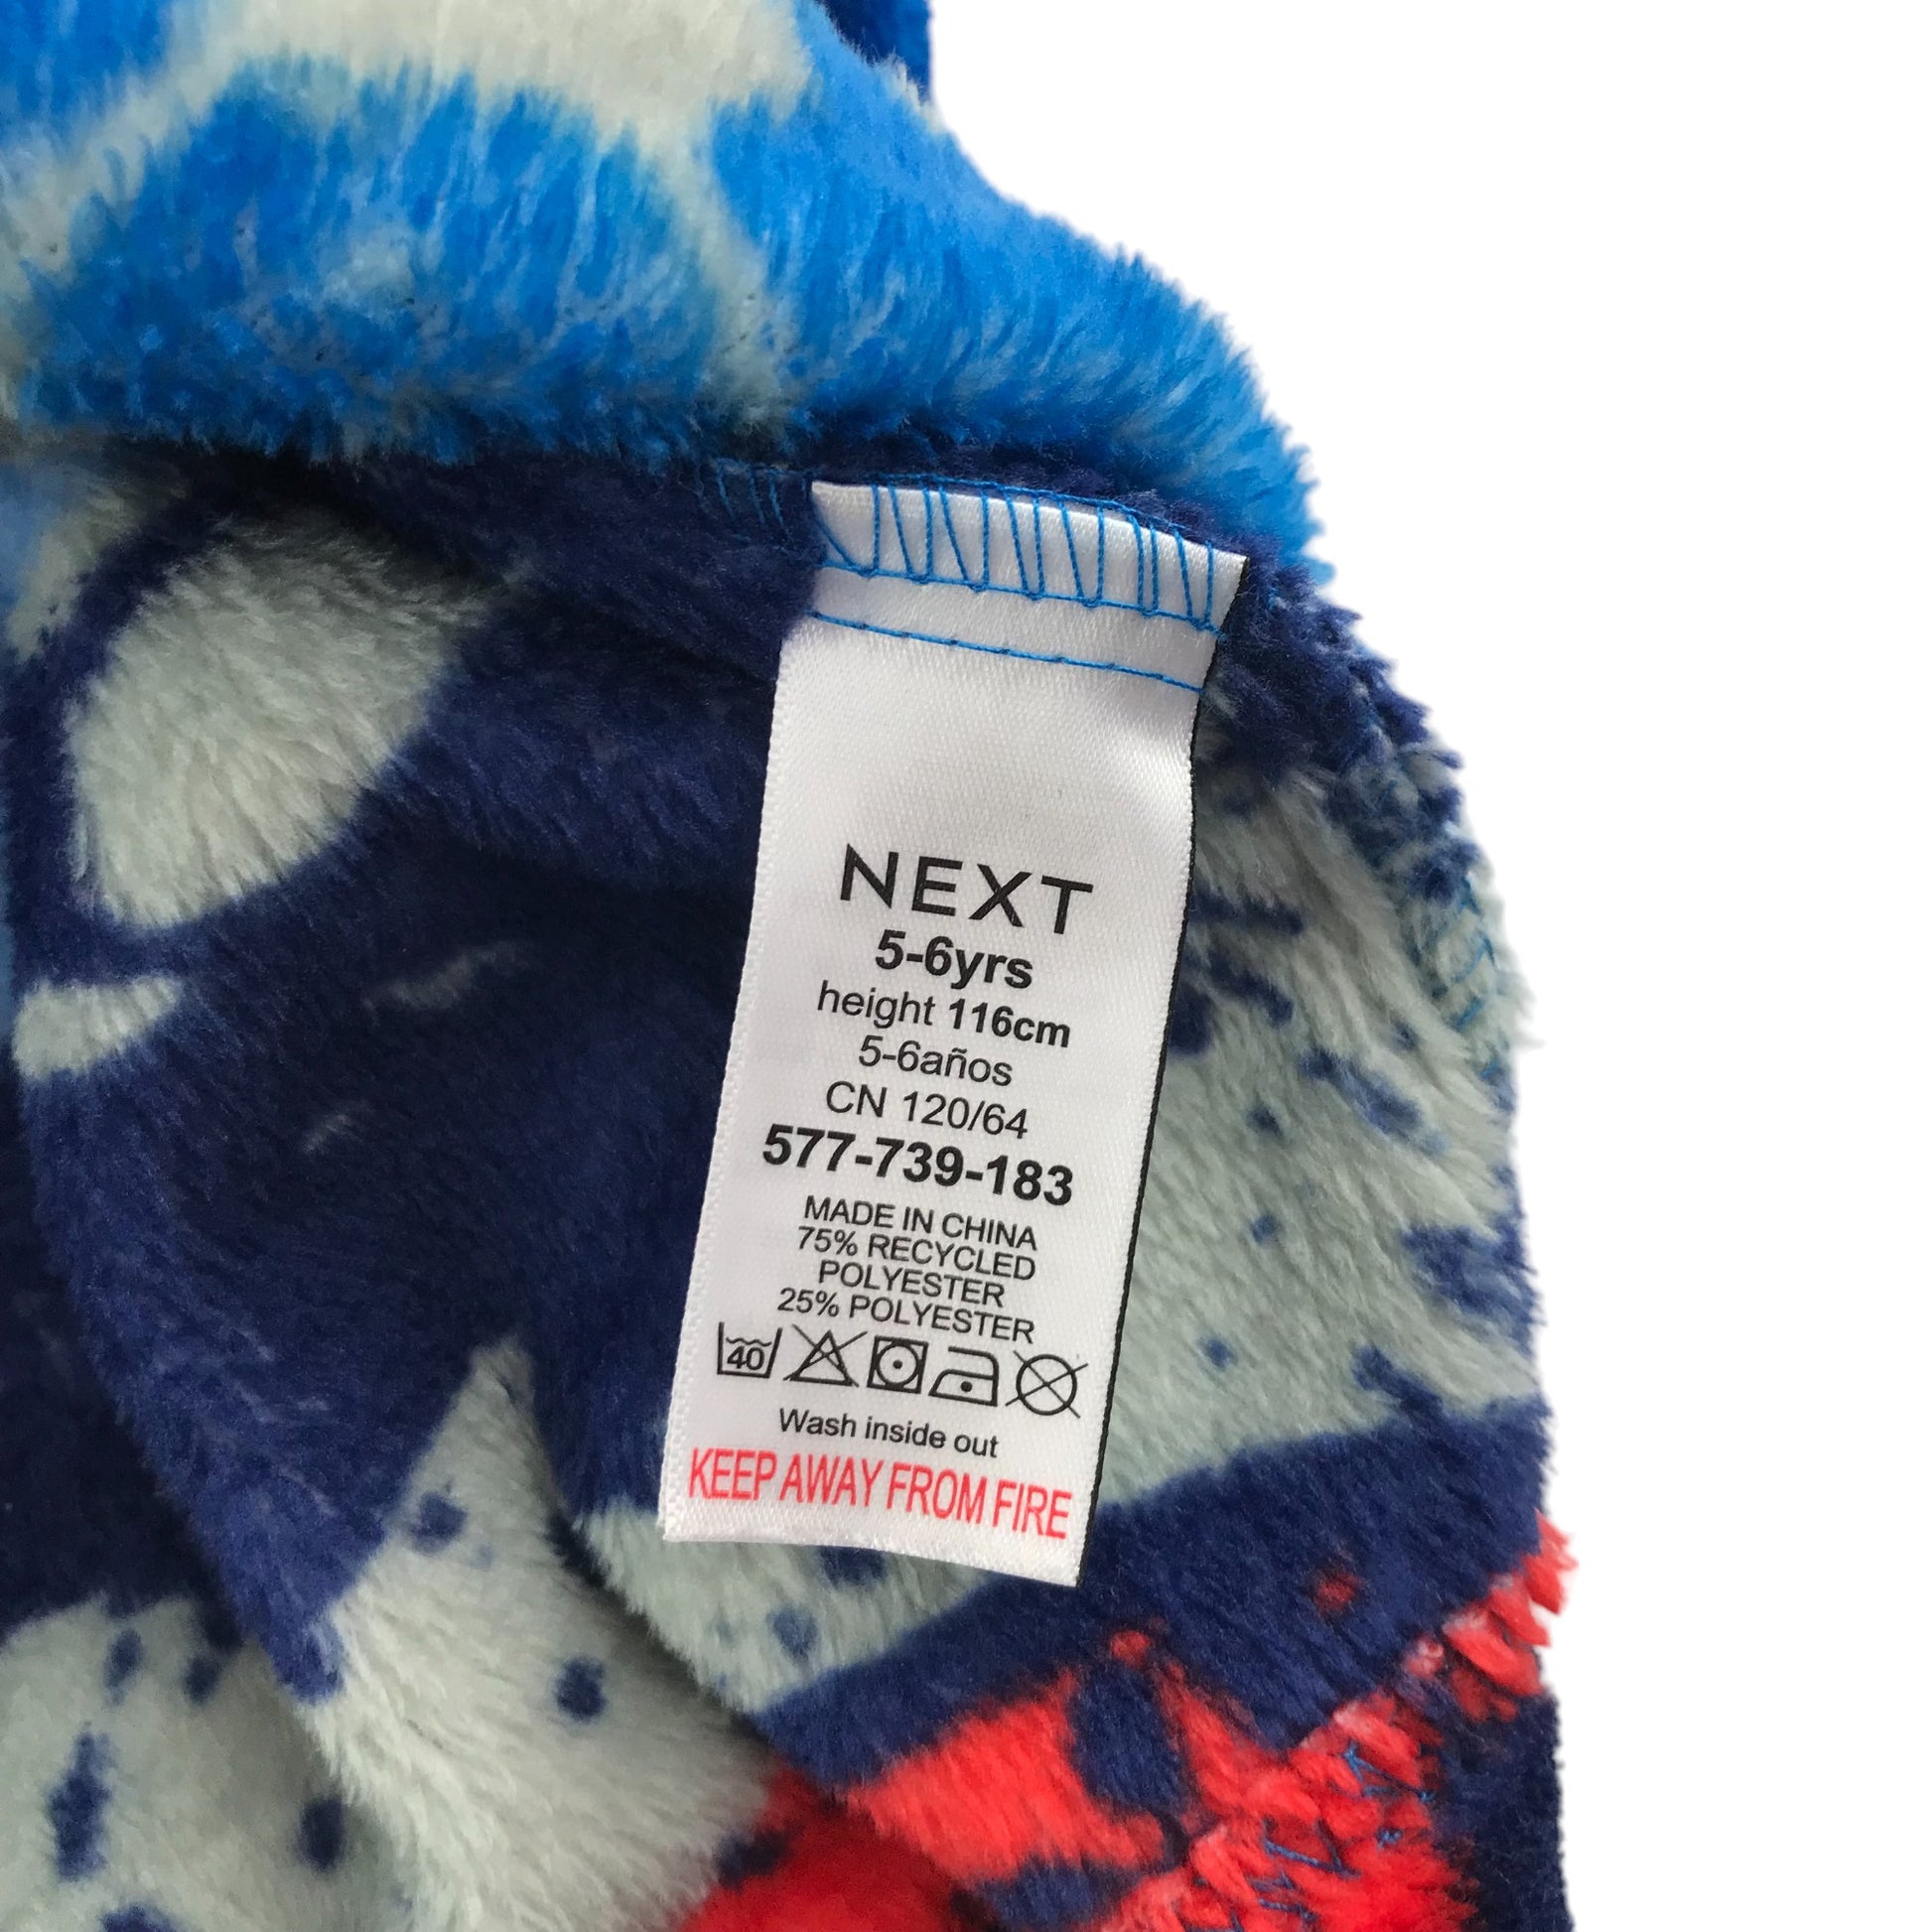 NEXT
5-6yrs
height 116cm
5-6años
CN 120/64
577-739-183
MADE IN CHINA
75% RECYCLED
POLYESTER
25% POLYESTER
40
Wash inside out
KEEP AWAY FROM FIRE